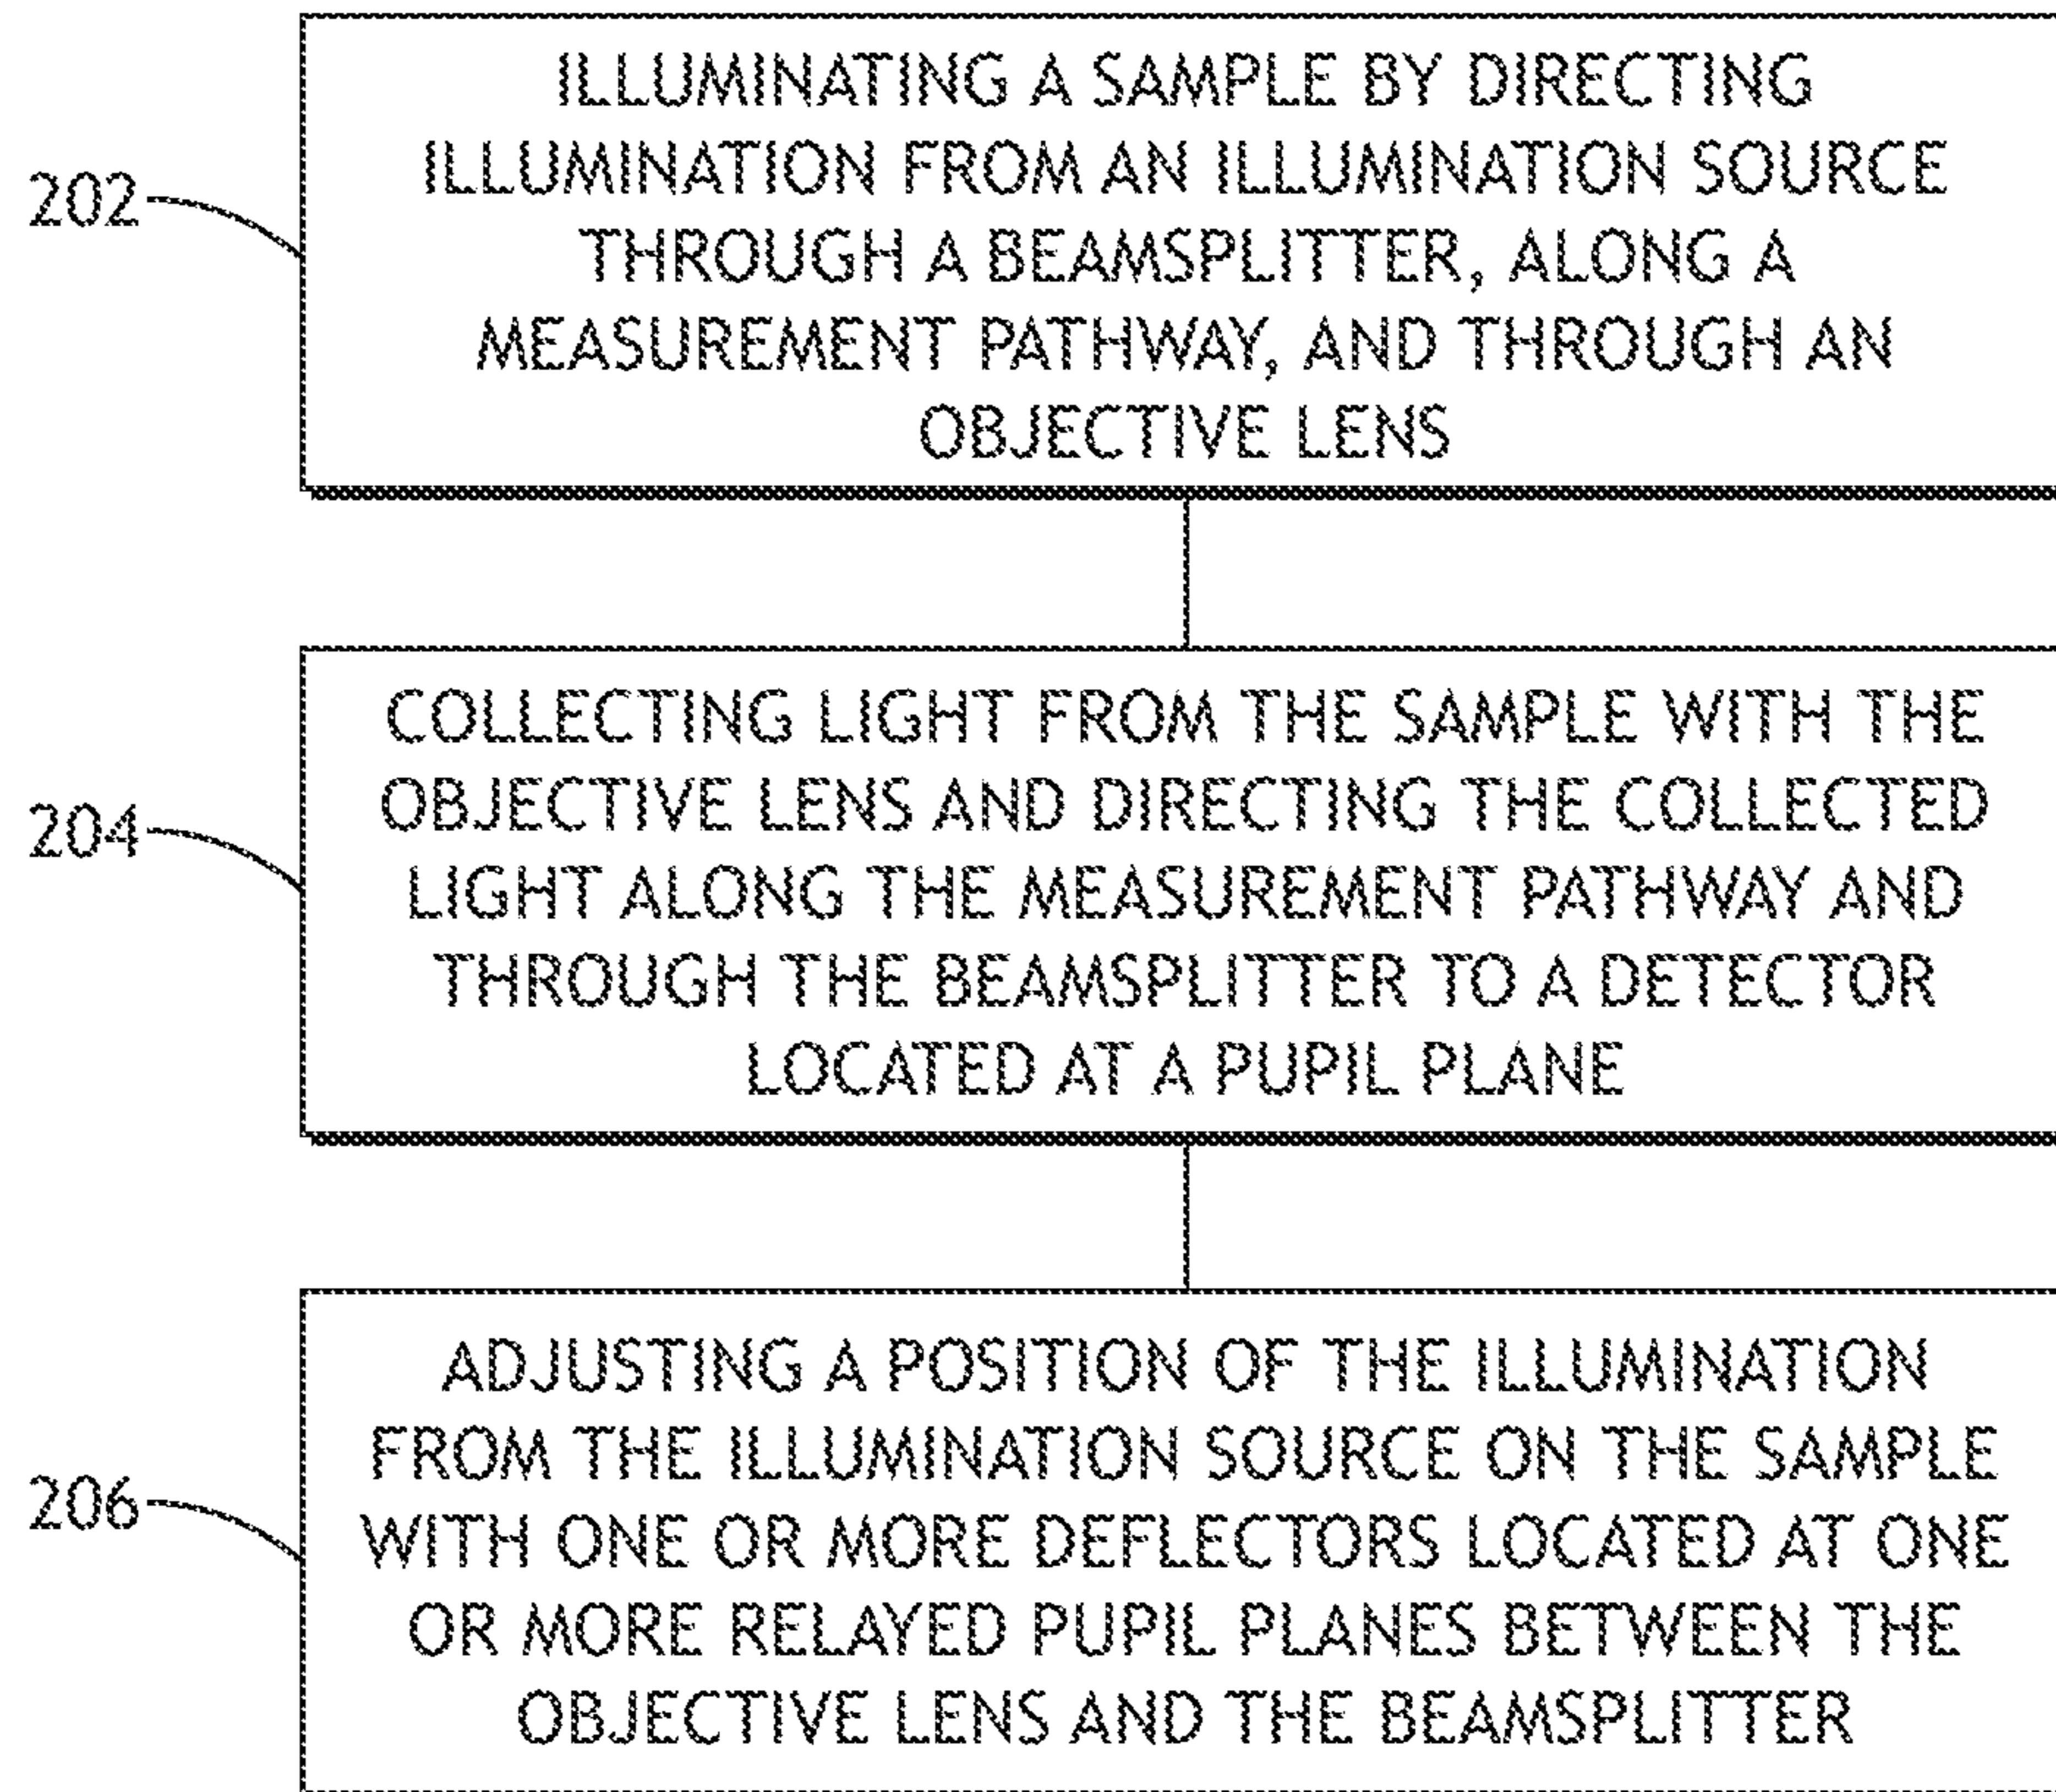 ILLUMINATING A SAMPLE BY DIRECTING
ILLUMINATION FROM AN ILLUMINATION SOURCE
THROUGH A BEAMSPLITTER, ALONG A
MEASUREMENT PATHWAY, AND THROUGH AN
OBJECTIVE LENS
202
COLLECTING LIGHT FROM THE SAMPLE WITH THE
OBJECTIVE LENS AND DIRECTING THE COLLECTED
LIGHT ALONG THE MEASUREMENT PATHWAY AND
THROUGH THE BEAMSPLITTER TO A DETECTOR
LOCATED AT A PUPIL PLANE
204
ADJUSTING A POSITION OF THE ILLUMINATION
FROM THE ILLUMINATION SOURCE ON THE SAMPLE
WITH ONE OR MORE DEFLECTORS LOCATED AT ONE
OR MORE RELAYED PUPIL PLANES BETWEEN THE
OBJECTIVE LENS AND THE BEAMSPLITTER
206